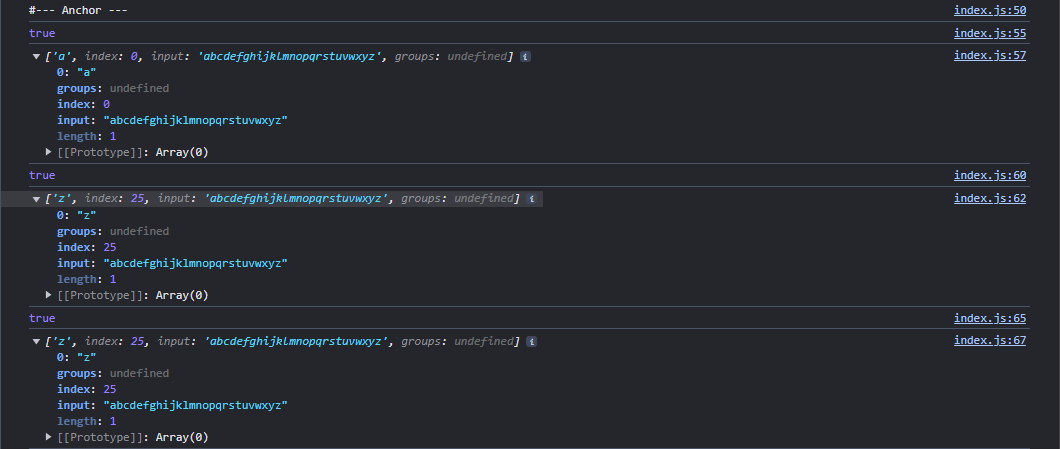 #--- Anchor --- index.js:50
true index.js:55
['a', index: 0, input: 'abcdefghijklmnopqrstuvwxyz', groups: undefined] i index.js:57
0: "a"
groups: undefined
index: 0
input: "abcdefghijklmnopqrstuvwxyz"
length: 1
[[Prototype]]: Array(0)
true index.js:60
['z', index: 25, input: 'abcdefghijklmnopqrstuvwxyz', groups: undefined] i index.js:62
0: "z"
groups: undefined
index: 25
input: "abcdefghijklmnopqrstuvwxyz"
length: 1
[[Prototype]]: Array(0)
true index.js:65
['z', index: 25, input: 'abcdefghijklmnopqrstuvwxyz', groups: undefined] i index.js:67
0: "z"
groups: undefined
index: 25
input: "abcdefghijklmnopqrstuvwxyz"
length: 1
[[Prototype]]: Array(0)